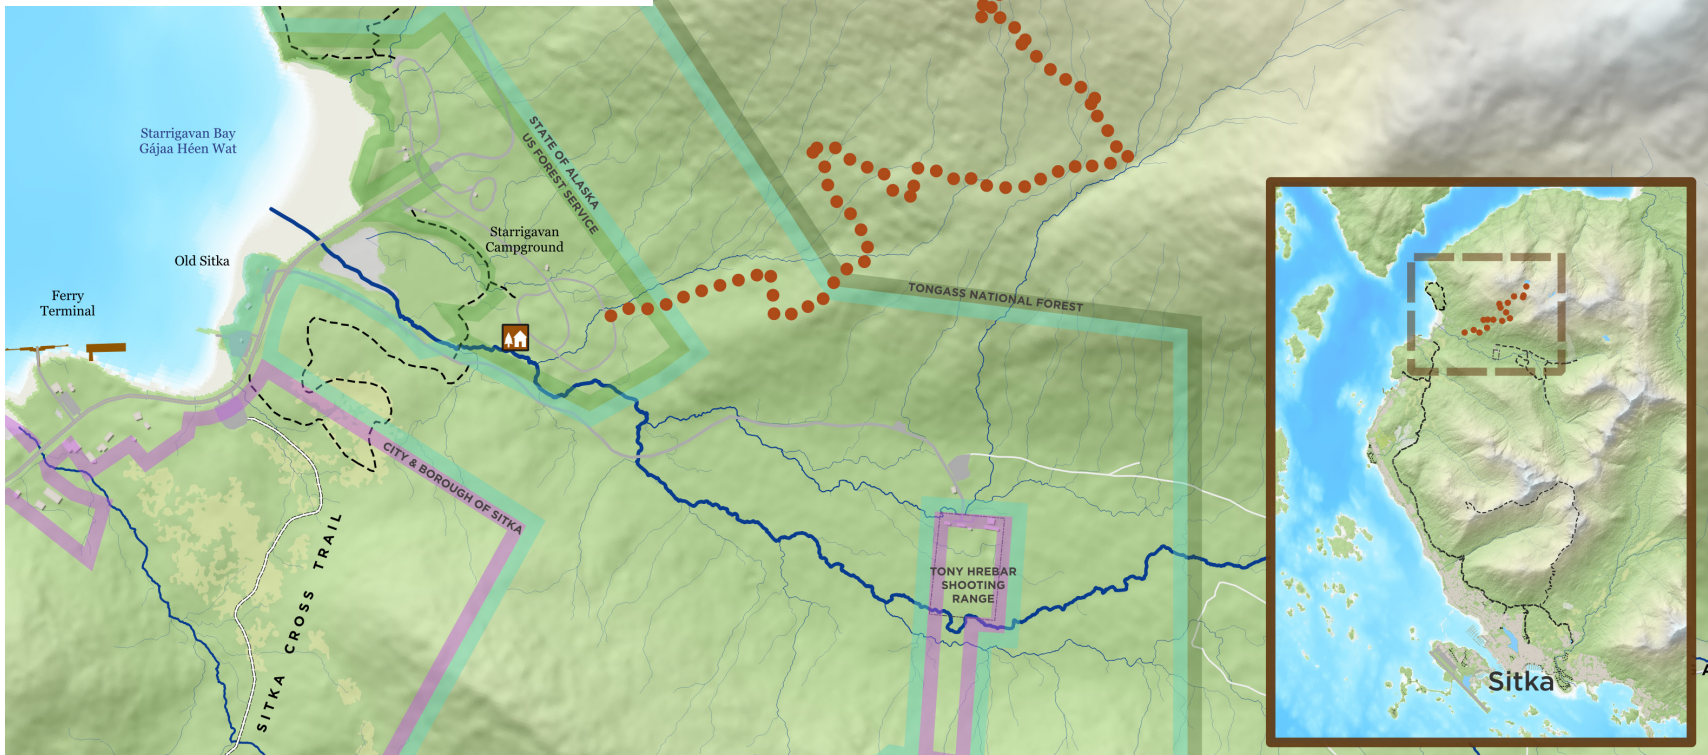 Starrigavan Bay
Gájaa Héen Wat
STATE OF ALASKA
US FOREST SERVICE
Starrigavan
Campground
Old Sitka
Ferry
Terminal
TONGASS NATIONAL FOREST
CITY & BOROUGH OF SITKA
SITKA CROSS TRAIL
TONY HREBAR
SHOOTING
RANGE
Sitka